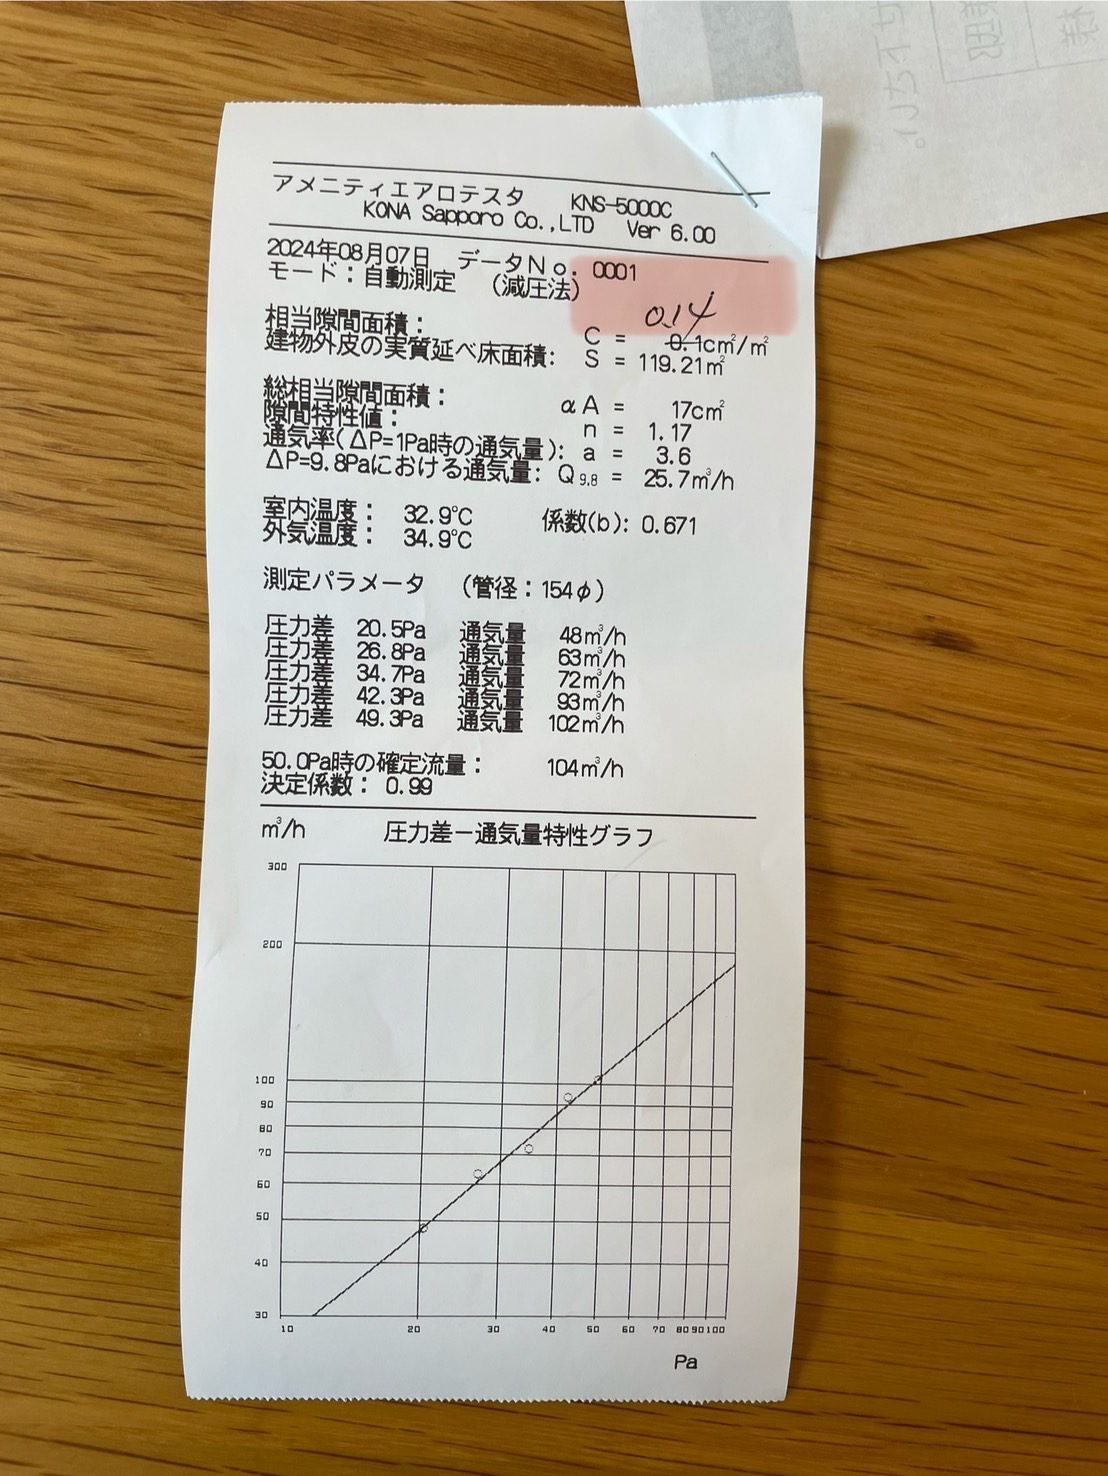 アメニティエアロテスタ KNS-5000C
KONA Sapporo Co.,LTD Ver 6.00
2024年08月07日 データNo. 0001
モード：自動測定 （減圧法）
0.14
相当隙間面積： C = 0.1cm²/m²
建物外皮の実質延べ床面積： S = 119.21m²
総相当隙間面積： αA = 17cm²
隙間特性値： n = 1.17
通気率(ΔP=1Pa時の通気量)： a = 3.6
ΔP=9.8Paにおける通気量： Q9.8 = 25.7m³/h
室内温度： 32.9℃ 係数(b)： 0.671
外気温度： 34.9℃
測定パラメータ （管径：154φ）
圧力差 20.5Pa 通気量 48m³/h
圧力差 26.8Pa 通気量 63m³/h
圧力差 34.7Pa 通気量 72m³/h
圧力差 42.3Pa 通気量 93m³/h
圧力差 49.3Pa 通気量 102m³/h
50.0Pa時の確定流量： 104m³/h
決定係数： 0.99
m³/h 圧力差－通気量特性グラフ
300
200
100
90
80
70
60
50
40
30
10 20 30 40 50 60 70 80 90 100
Pa